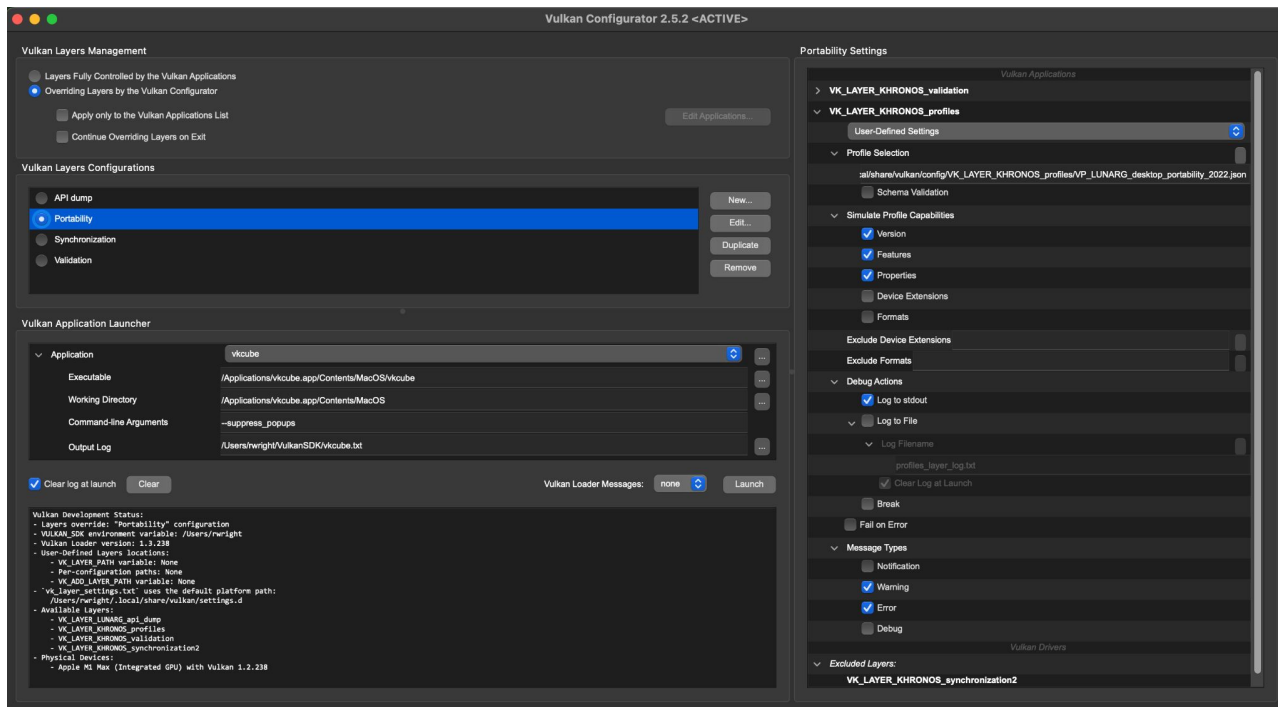 Vulkan Configurator 2.5.2 <ACTIVE>
Vulkan Layers Management
Layers Fully Controlled by the Vulkan Applications
Overriding Layers by the Vulkan Configurator
Apply only to the Vulkan Applications List
Edit Applications...
Continue Overriding Layers on Exit
Vulkan Layers Configurations
API dump
Portability
Synchronization
Validation
New...
Edit...
Duplicate
Remove
Vulkan Application Launcher
Application vkcube ...
Executable /Applications/vkcube.app/Contents/MacOS/vkcube ...
Working Directory /Applications/vkcube.app/Contents/MacOS ...
Command-line Arguments --suppress_popups
Output Log /Users/rwright/VulkanSDK/vkcube.txt ...
Clear log at launch Clear Vulkan Loader Messages: none Launch
Vulkan Development Status:
- Layers override: "Portability" configuration
- VULKAN_SDK environment variable: /Users/rwright
- Vulkan Loader version: 1.3.238
- User-Defined Layers locations:
- VK_LAYER_PATH variable: None
- Per-configuration paths: None
- VK_ADD_LAYER_PATH variable: None
- `vk_layer_settings.txt` uses the default platform path:
/Users/rwright/.local/share/vulkan/settings.d
- Available Layers:
- VK_LAYER_LUNARG_api_dump
- VK_LAYER_KHRONOS_profiles
- VK_LAYER_KHRONOS_validation
- VK_LAYER_KHRONOS_synchronization2
- Physical Devices:
- Apple M1 Max (Integrated GPU) with Vulkan 1.2.238
Portability Settings
Vulkan Applications
VK_LAYER_KHRONOS_validation
VK_LAYER_KHRONOS_profiles
User-Defined Settings
Profile Selection
:al/share/vulkan/config/VK_LAYER_KHRONOS_profiles/VP_LUNARG_desktop_portability_2022.json
Schema Validation
Simulate Profile Capabilities
Version
Features
Properties
Device Extensions
Formats
Exclude Device Extensions
Exclude Formats
Debug Actions
Log to stdout
Log to File
Log Filename
profiles_layer_log.txt
Clear Log at Launch
Break
Fail on Error
Message Types
Notification
Warning
Error
Debug
Vulkan Drivers
Excluded Layers:
VK_LAYER_KHRONOS_synchronization2